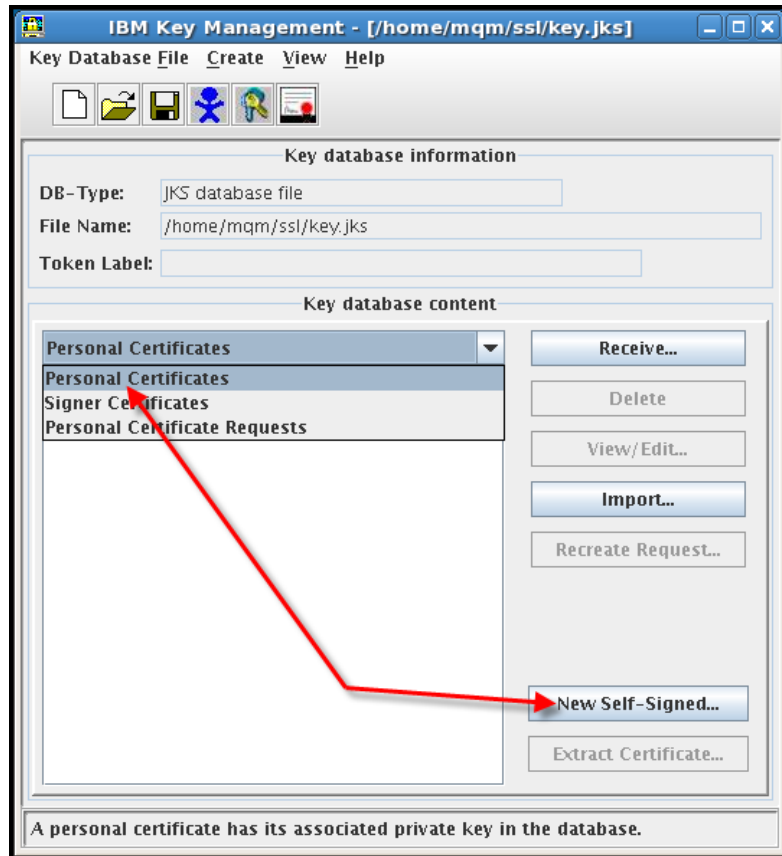 IBM Key Management - [/home/mqm/ssl/key.jks]
Key Database File Create View Help
Key database information
DB-Type: JKS database file
File Name: /home/mqm/ssl/key.jks
Token Label:
Key database content
Personal Certificates
Receive...
Personal Certificates
Signer Certificates
Personal Certificate Requests
Delete
View/Edit...
Import...
Recreate Request...
New Self-Signed...
Extract Certificate...
A personal certificate has its associated private key in the database.